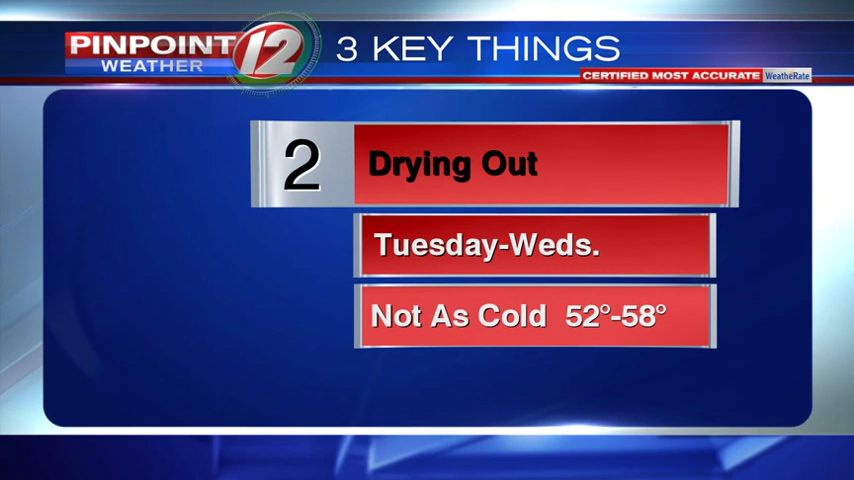 PINPOINT
WEATHER
12
3 KEY THINGS
CERTIFIED MOST ACCURATE WeatheRate
2 Drying Out
Tuesday-Weds.
Not As Cold 52°-58°